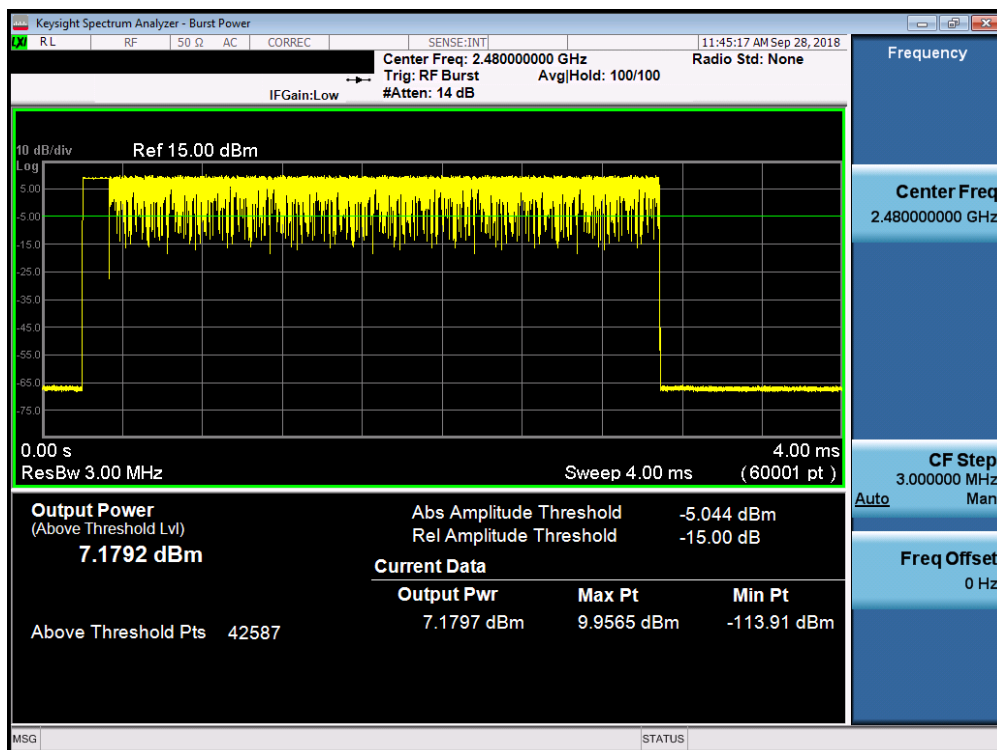 Keysight Spectrum Analyzer - Burst Power
LXI RL RF 50 Ω AC CORREC SENSE:INT 11:45:17 AM Sep 28, 2018
Center Freq: 2.480000000 GHz Radio Std: None
Trig: RF Burst Avg|Hold: 100/100
IFGain:Low #Atten: 14 dB
Frequency
10 dB/div Ref 15.00 dBm
Log
5.00
-5.00
-15.0
-25.0
-35.0
-45.0
-55.0
-65.0
-75.0
0.00 s 4.00 ms
ResBw 3.00 MHz Sweep 4.00 ms (60001 pt)
Center Freq
2.480000000 GHz
CF Step
3.000000 MHz
Auto Man
Freq Offset
0 Hz
Output Power
(Above Threshold Lvl)
7.1792 dBm
Above Threshold Pts 42587
Abs Amplitude Threshold -5.044 dBm
Rel Amplitude Threshold -15.00 dB
Current Data
Output Pwr Max Pt Min Pt
7.1797 dBm 9.9565 dBm -113.91 dBm
MSG STATUS